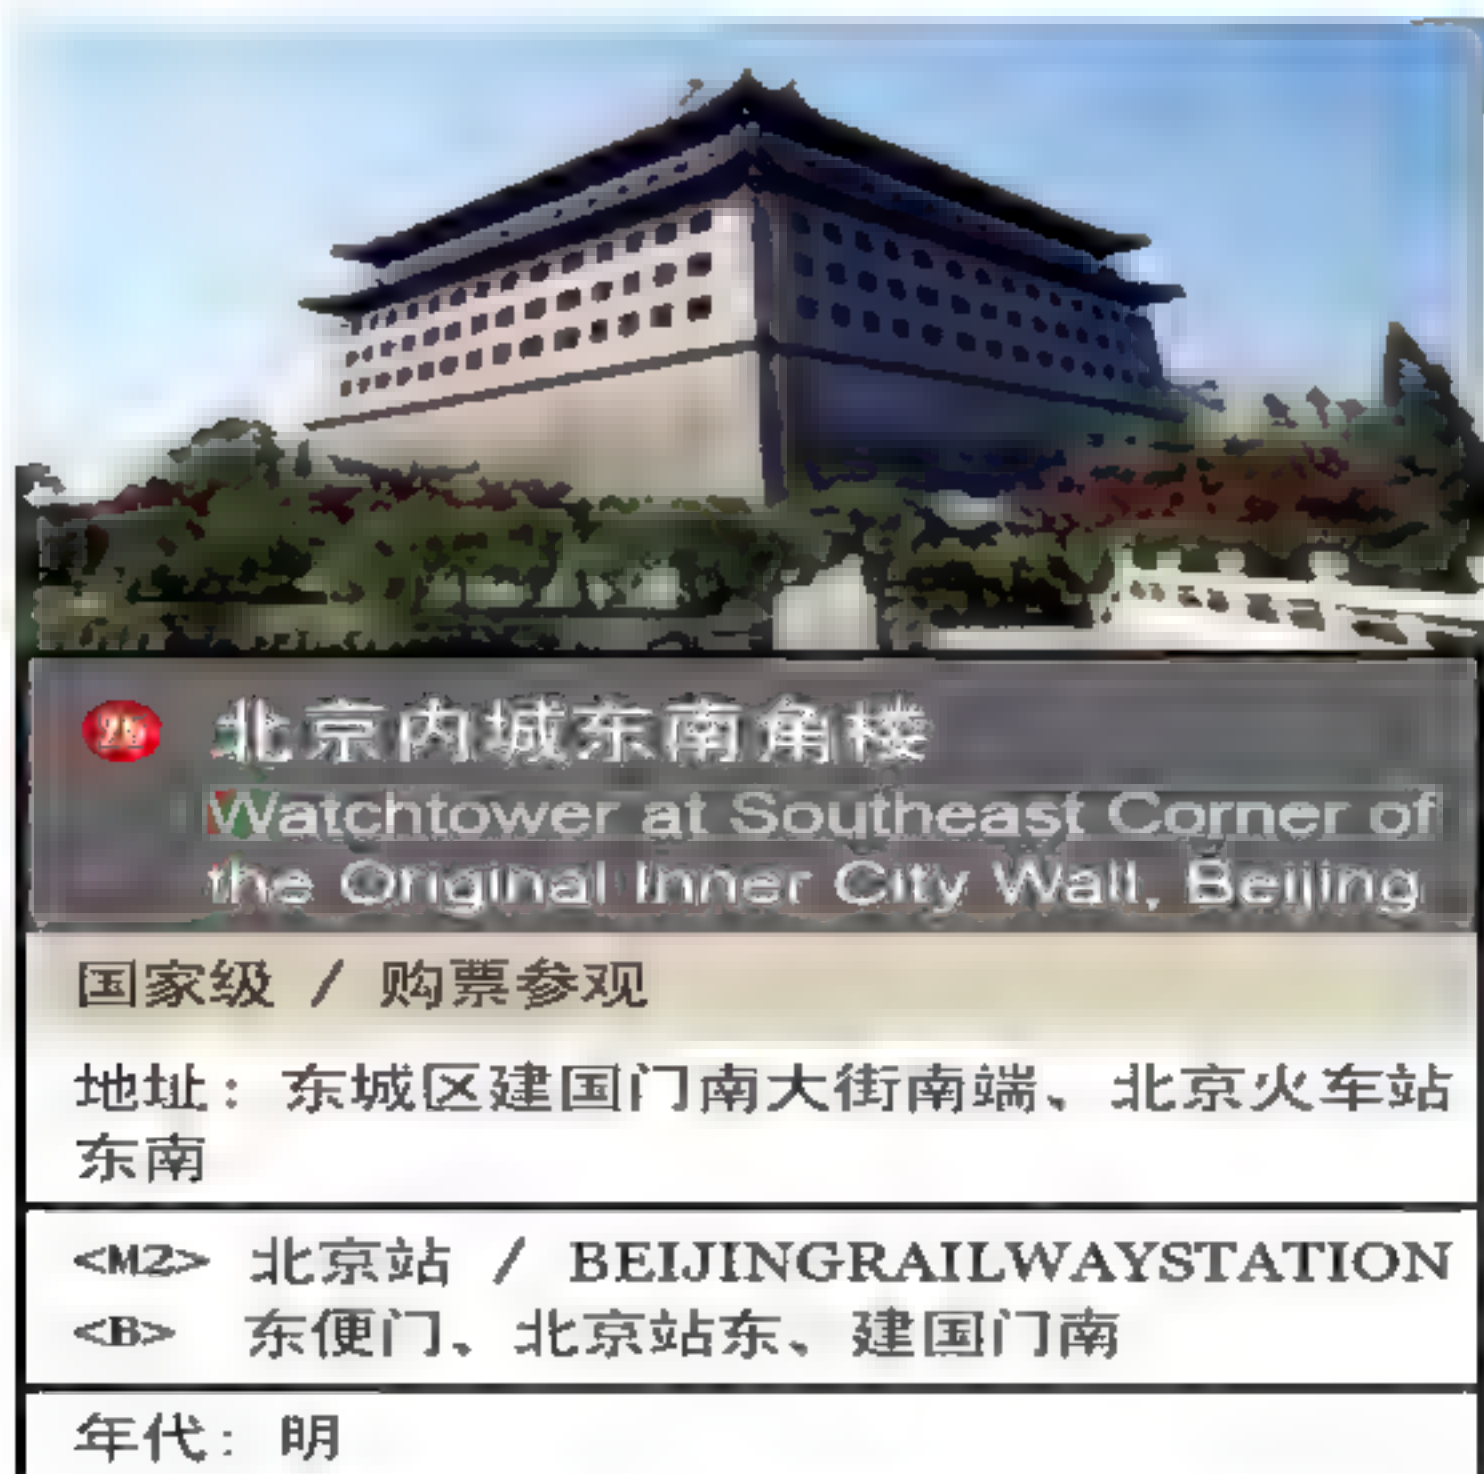 北京内城东南角楼
Watchtower at Southeast Corner of
the Original Inner City Wall, Beijing
国家级 / 购票参观
地址：东城区建国门南大街南端、北京火车站
东南
<M2> 北京站 / BEIJINGRAILWAYSTATION
<B> 东便门、北京站东、建国门南
年代：明